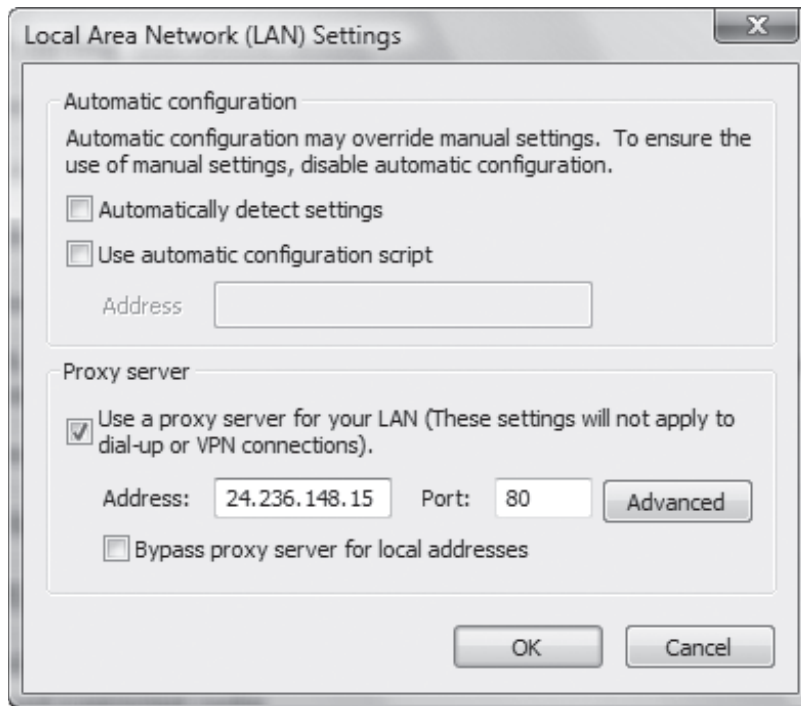 Local Area Network (LAN) Settings
X
Automatic configuration
Automatic configuration may override manual settings. To ensure the
use of manual settings, disable automatic configuration.
Automatically detect settings
Use automatic configuration script
Address
Proxy server
Use a proxy server for your LAN (These settings will not apply to
dial-up or VPN connections).
Address: 24.236.148.15 Port: 80 Advanced
Bypass proxy server for local addresses
OK Cancel